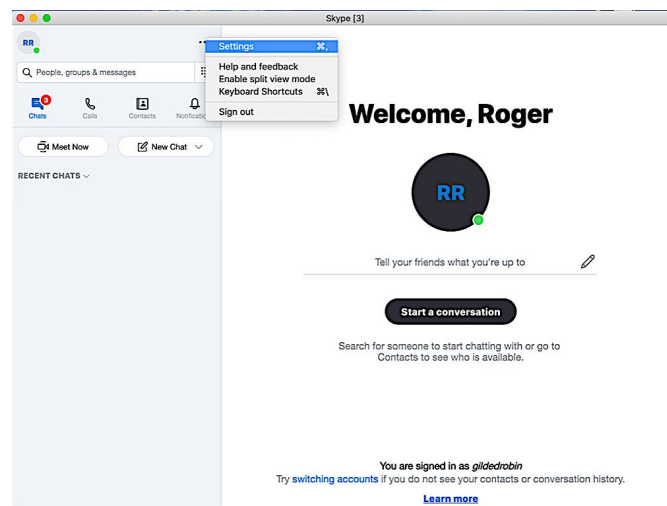 Skype [3]
RR
Settings ⌘,
Help and feedback
Enable split view mode
Keyboard Shortcuts ⌘\
Sign out
People, groups & messages
3
Chats
Calls
Contacts
Meet Now
New Chat
RECENT CHATS
Welcome, Roger
RR
Tell your friends what you're up to
Start a conversation
Search for someone to start chatting with or go to
Contacts to see who is available.
You are signed in as gildedrobin
Try switching accounts if you do not see your contacts or conversation history.
Learn more